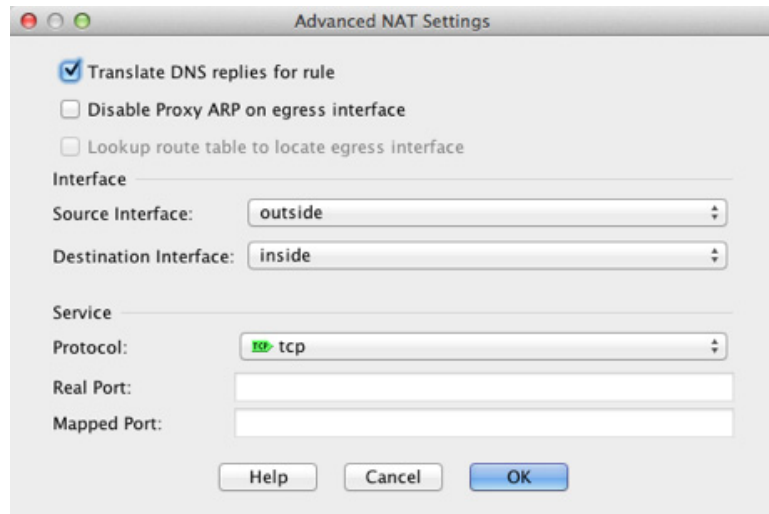 Advanced NAT Settings
Translate DNS replies for rule
Disable Proxy ARP on egress interface
Lookup route table to locate egress interface
Interface
Source Interface: outside
Destination Interface: inside
Service
Protocol: TCP tcp
Real Port:
Mapped Port:
Help Cancel OK